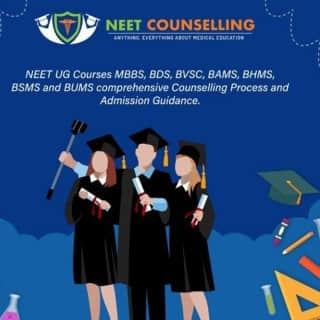 NEET COUNSELLING
ANYTHING, EVERYTHING ABOUT MEDICAL EDUCATION
NEET UG Courses MBBS, BDS, BVSC, BAMS, BHMS,
BSMS and BUMS comprehensive Counselling Process and
Admission Guidance.